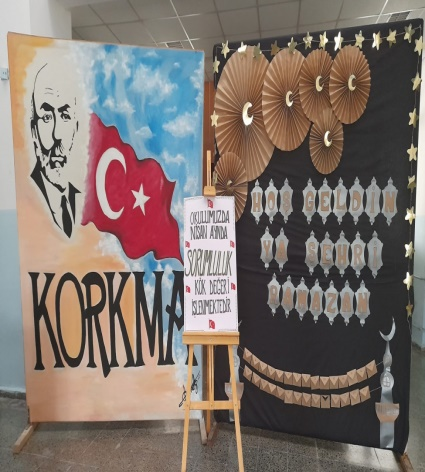 KORKMA
OKULUMUZDA
NİSAN AYINDA
SORUMLULUK
KÖK DEĞERİ
İŞLENMEKTEDİR
HOŞ GELDİN
YA ŞEHRİ
RAMAZAN